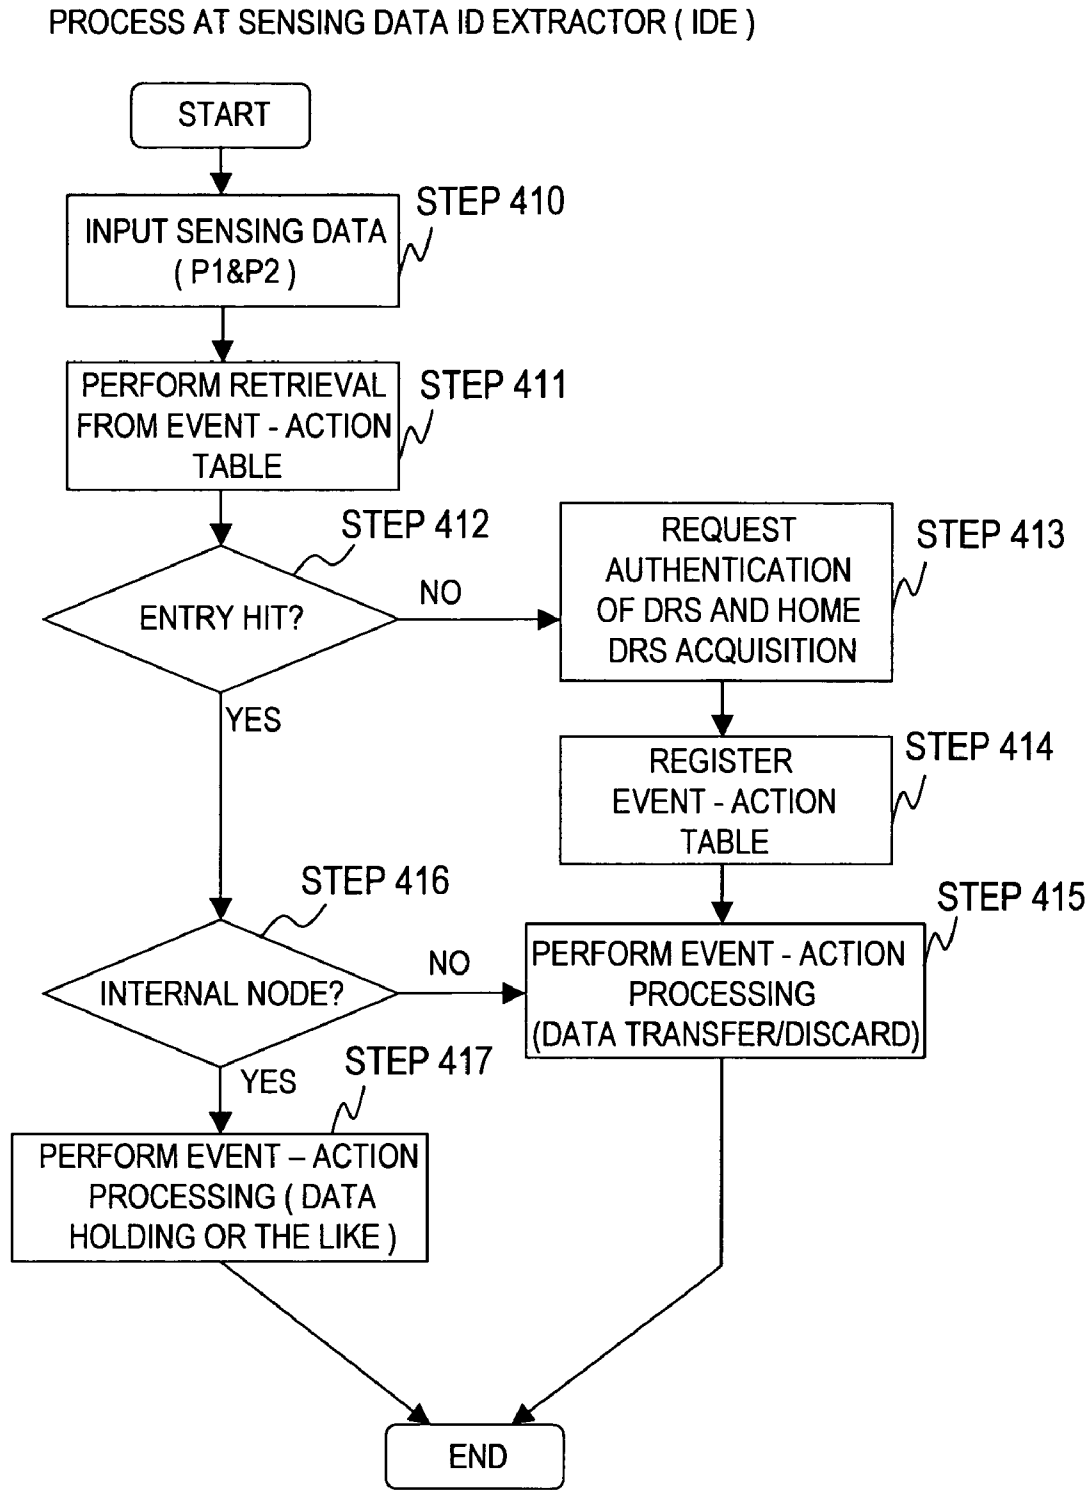 PROCESS AT SENSING DATA ID EXTRACTOR ( IDE )
START
STEP 410
INPUT SENSING DATA
( P1&P2 )
STEP 411
PERFORM RETRIEVAL
FROM EVENT - ACTION
TABLE
STEP 412
ENTRY HIT?
NO
YES
STEP 413
REQUEST
AUTHENTICATION
OF DRS AND HOME
DRS ACQUISITION
STEP 414
REGISTER
EVENT - ACTION
TABLE
STEP 415
PERFORM EVENT - ACTION
PROCESSING
(DATA TRANSFER/DISCARD)
STEP 416
INTERNAL NODE?
NO
YES
STEP 417
PERFORM EVENT – ACTION
PROCESSING ( DATA
HOLDING OR THE LIKE )
END